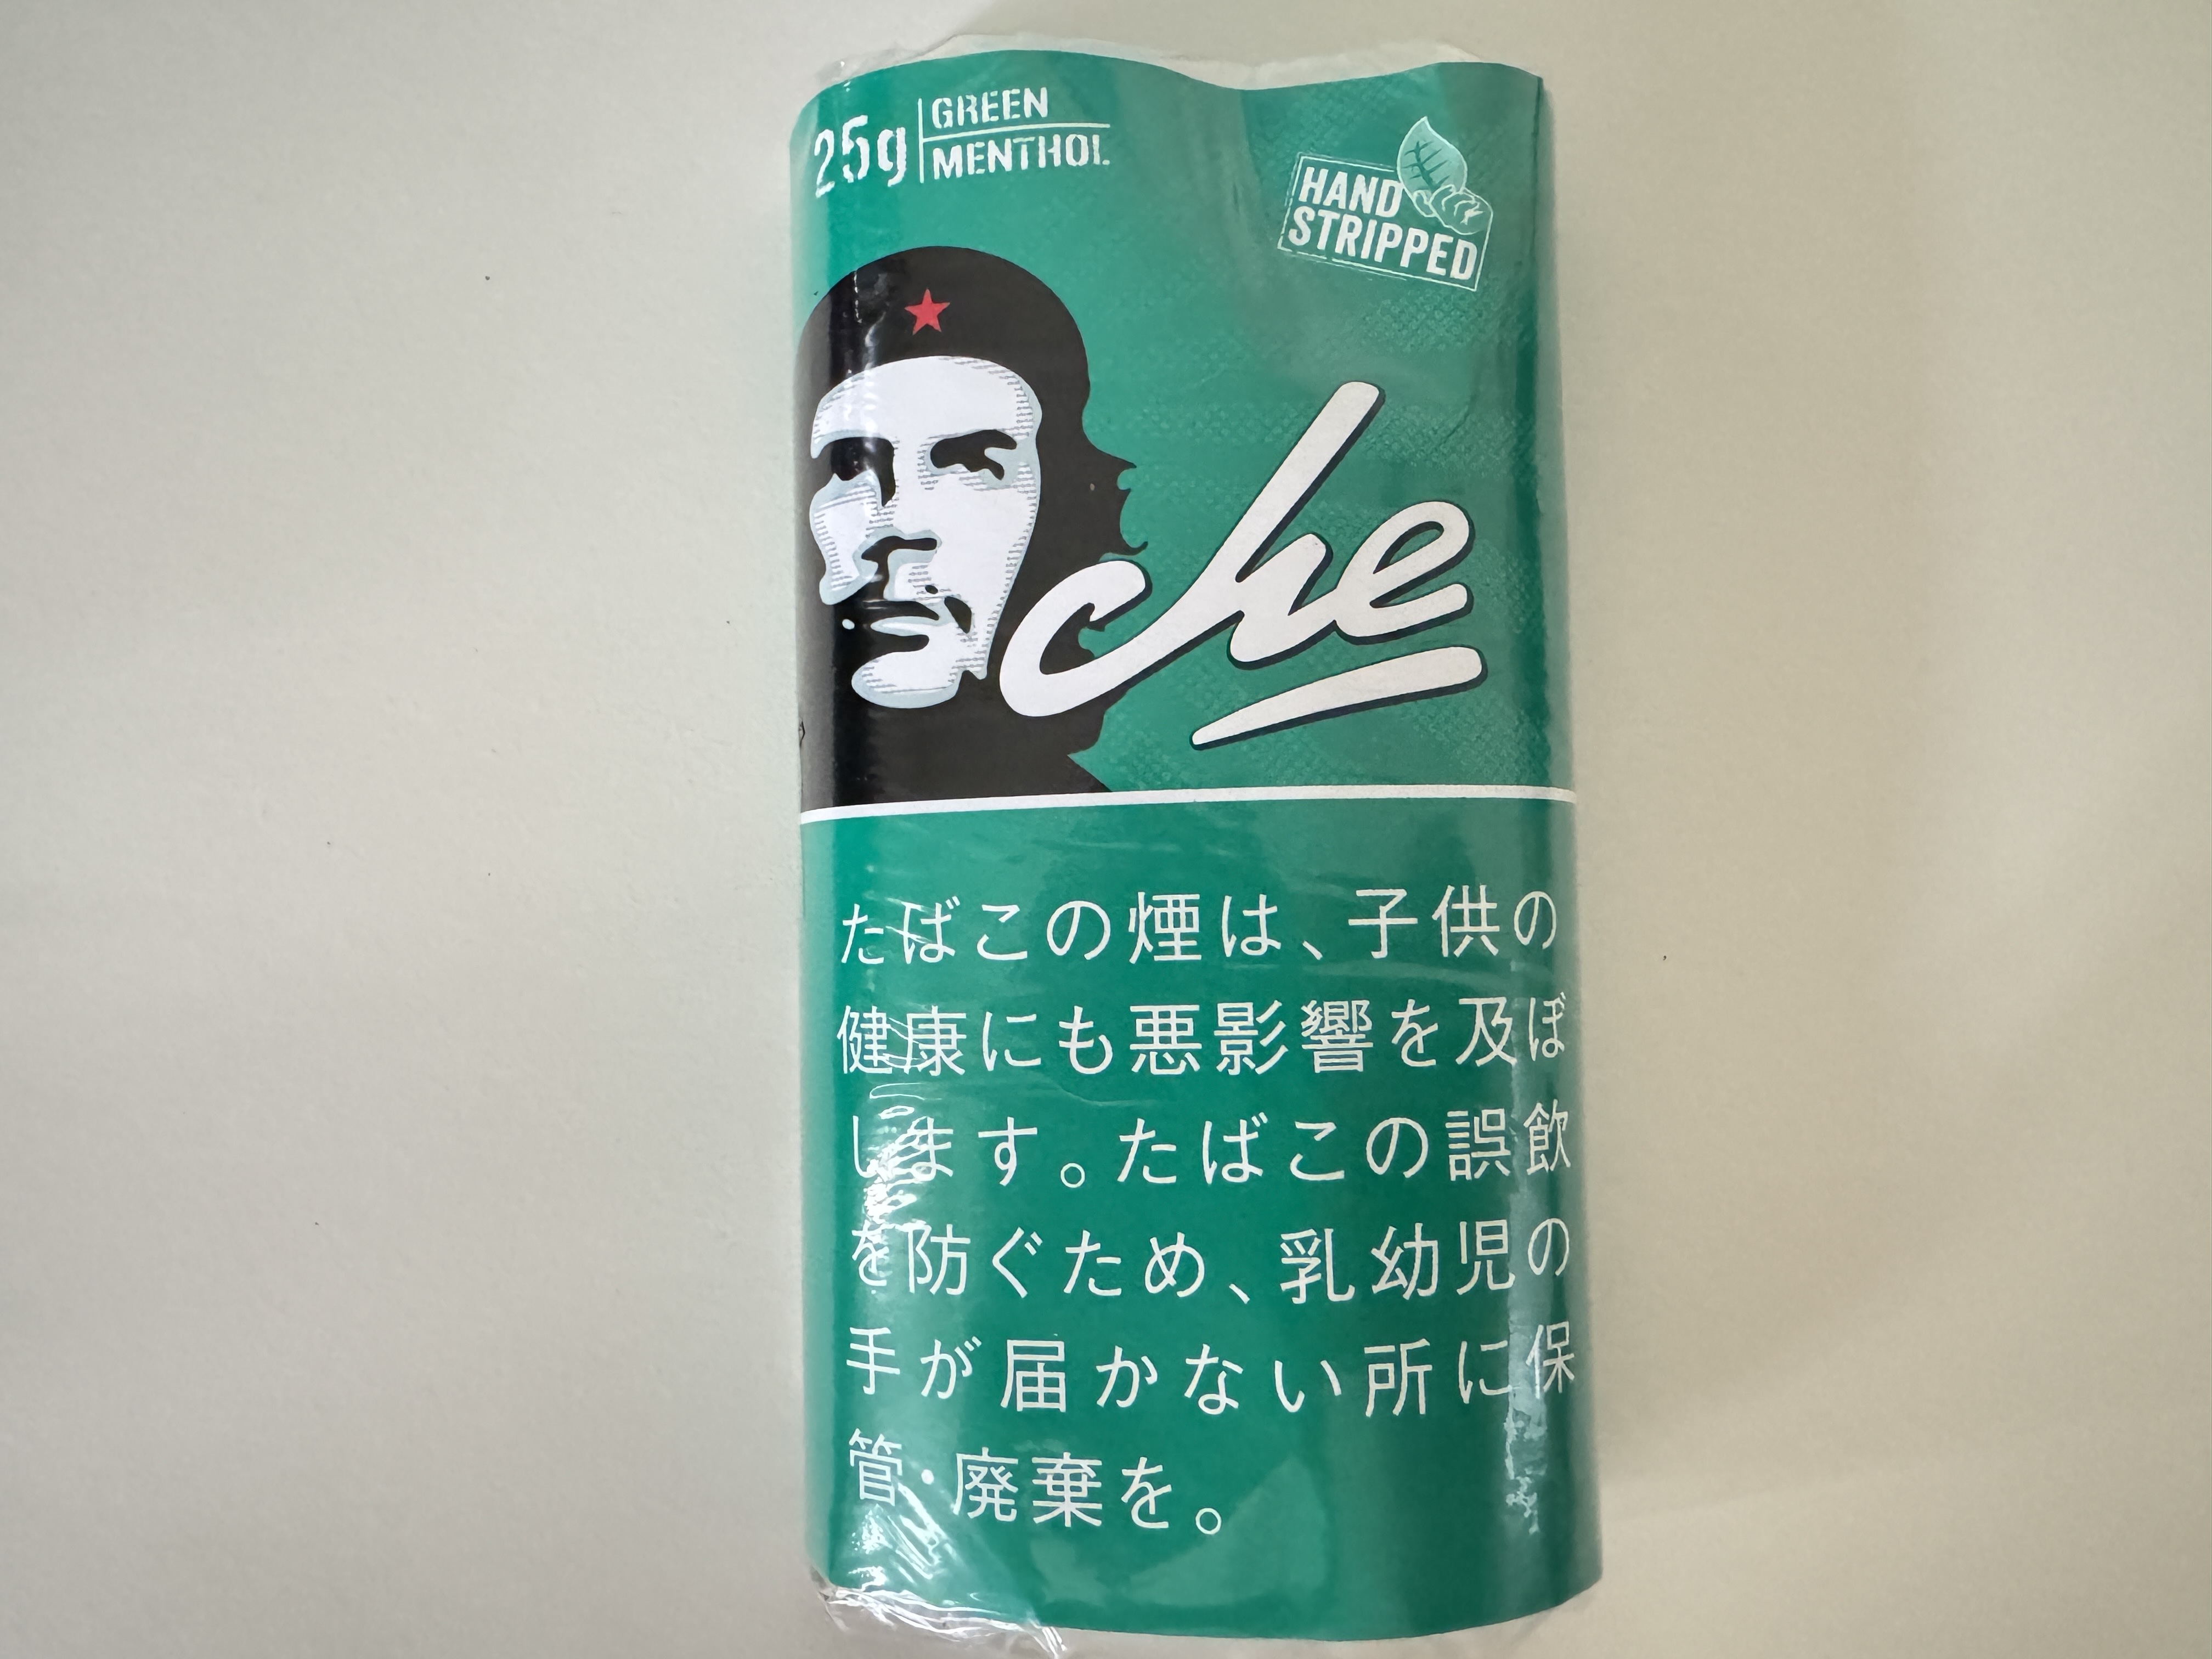 25g
GREEN
MENTHOL
HAND
STRIPPED
che
たばこの煙は、子供の
健康にも悪影響を及ぼ
します。たばこの誤飲
を防ぐため、乳幼児の
手が届かない所に保
管・廃棄を。